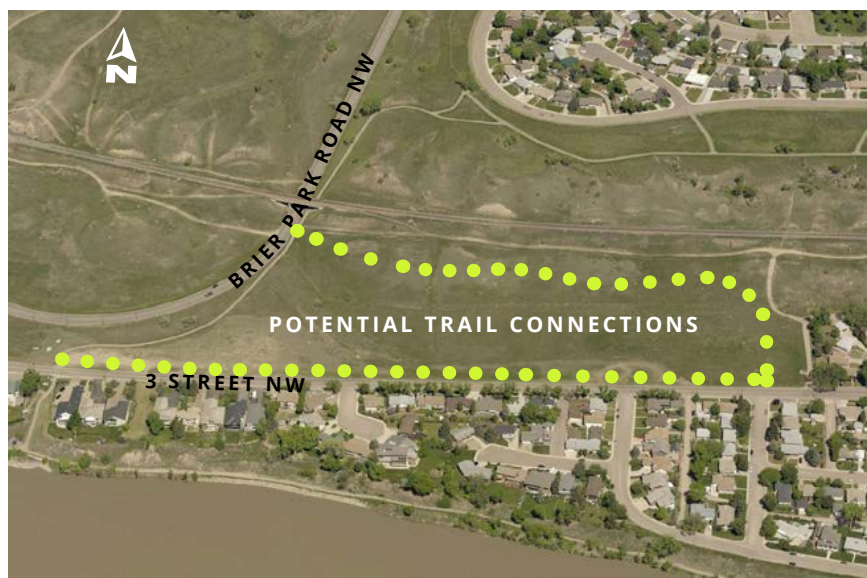 N
BRIER PARK ROAD NW
POTENTIAL TRAIL CONNECTIONS
3 STREET NW